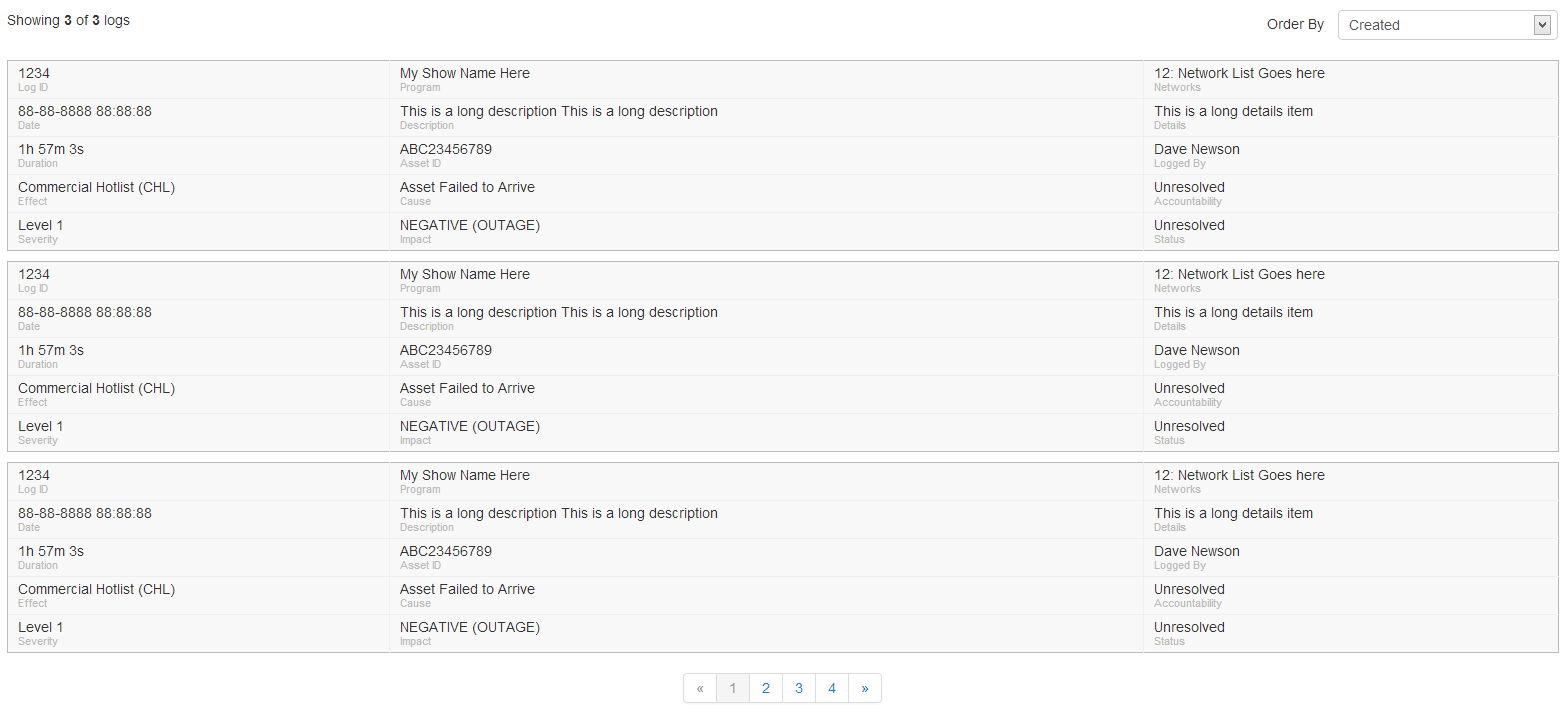 Showing 3 of 3 logs
Order By Created
1234 My Show Name Here 12: Network List Goes here
Log ID Program Networks
88-88-8888 88:88:88 This is a long description This is a long description This is a long details item
Date Description Details
1h 57m 3s ABC23456789 Dave Newson
Duration Asset ID Logged By
Commercial Hotlist (CHL) Asset Failed to Arrive Unresolved
Effect Cause Accountability
Level 1 NEGATIVE (OUTAGE) Unresolved
Severity Impact Status
1234 My Show Name Here 12: Network List Goes here
Log ID Program Networks
88-88-8888 88:88:88 This is a long description This is a long description This is a long details item
Date Description Details
1h 57m 3s ABC23456789 Dave Newson
Duration Asset ID Logged By
Commercial Hotlist (CHL) Asset Failed to Arrive Unresolved
Effect Cause Accountability
Level 1 NEGATIVE (OUTAGE) Unresolved
Severity Impact Status
1234 My Show Name Here 12: Network List Goes here
Log ID Program Networks
88-88-8888 88:88:88 This is a long description This is a long description This is a long details item
Date Description Details
1h 57m 3s ABC23456789 Dave Newson
Duration Asset ID Logged By
Commercial Hotlist (CHL) Asset Failed to Arrive Unresolved
Effect Cause Accountability
Level 1 NEGATIVE (OUTAGE) Unresolved
Severity Impact Status
« 1 2 3 4 »